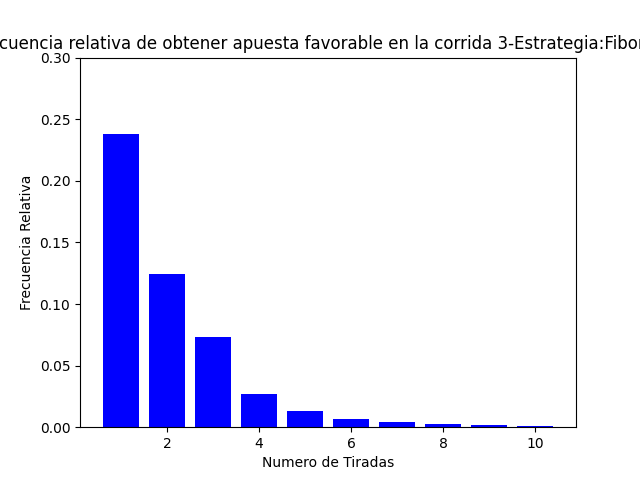 cuencia relativa de obtener apuesta favorable en la corrida 3-Estrategia:Fibor
0.30
0.25
0.20
0.15
0.10
0.05
0.00
Frecuencia Relativa
2 4 6 8 10
Numero de Tiradas